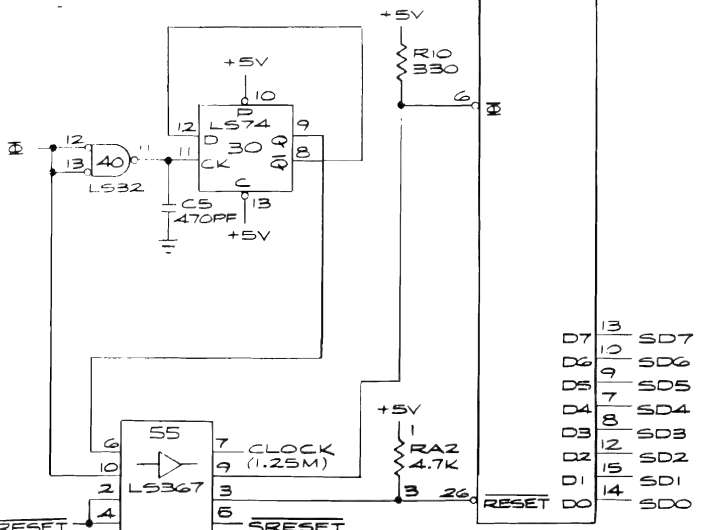 +5V
R10
330
+5V
10
P
6
Φ
LS74
12
D
Q
9
30
Φ
12
11
11
CK
Q
8
13
40
LS32
C
13
C5
470PF
+5V
D7 13 SD7
D6 10 SD6
D5 9 SD5
D4 7 SD4
D3 8 SD3
D2 12 SD2
D1 15 SD1
D0 14 SD0
+5V
1
RA2
4.7K
55
6
7
CLOCK
(1.25M)
10
9
LS367
2
3
3
26
RESET
4
5
RESET
SRESET